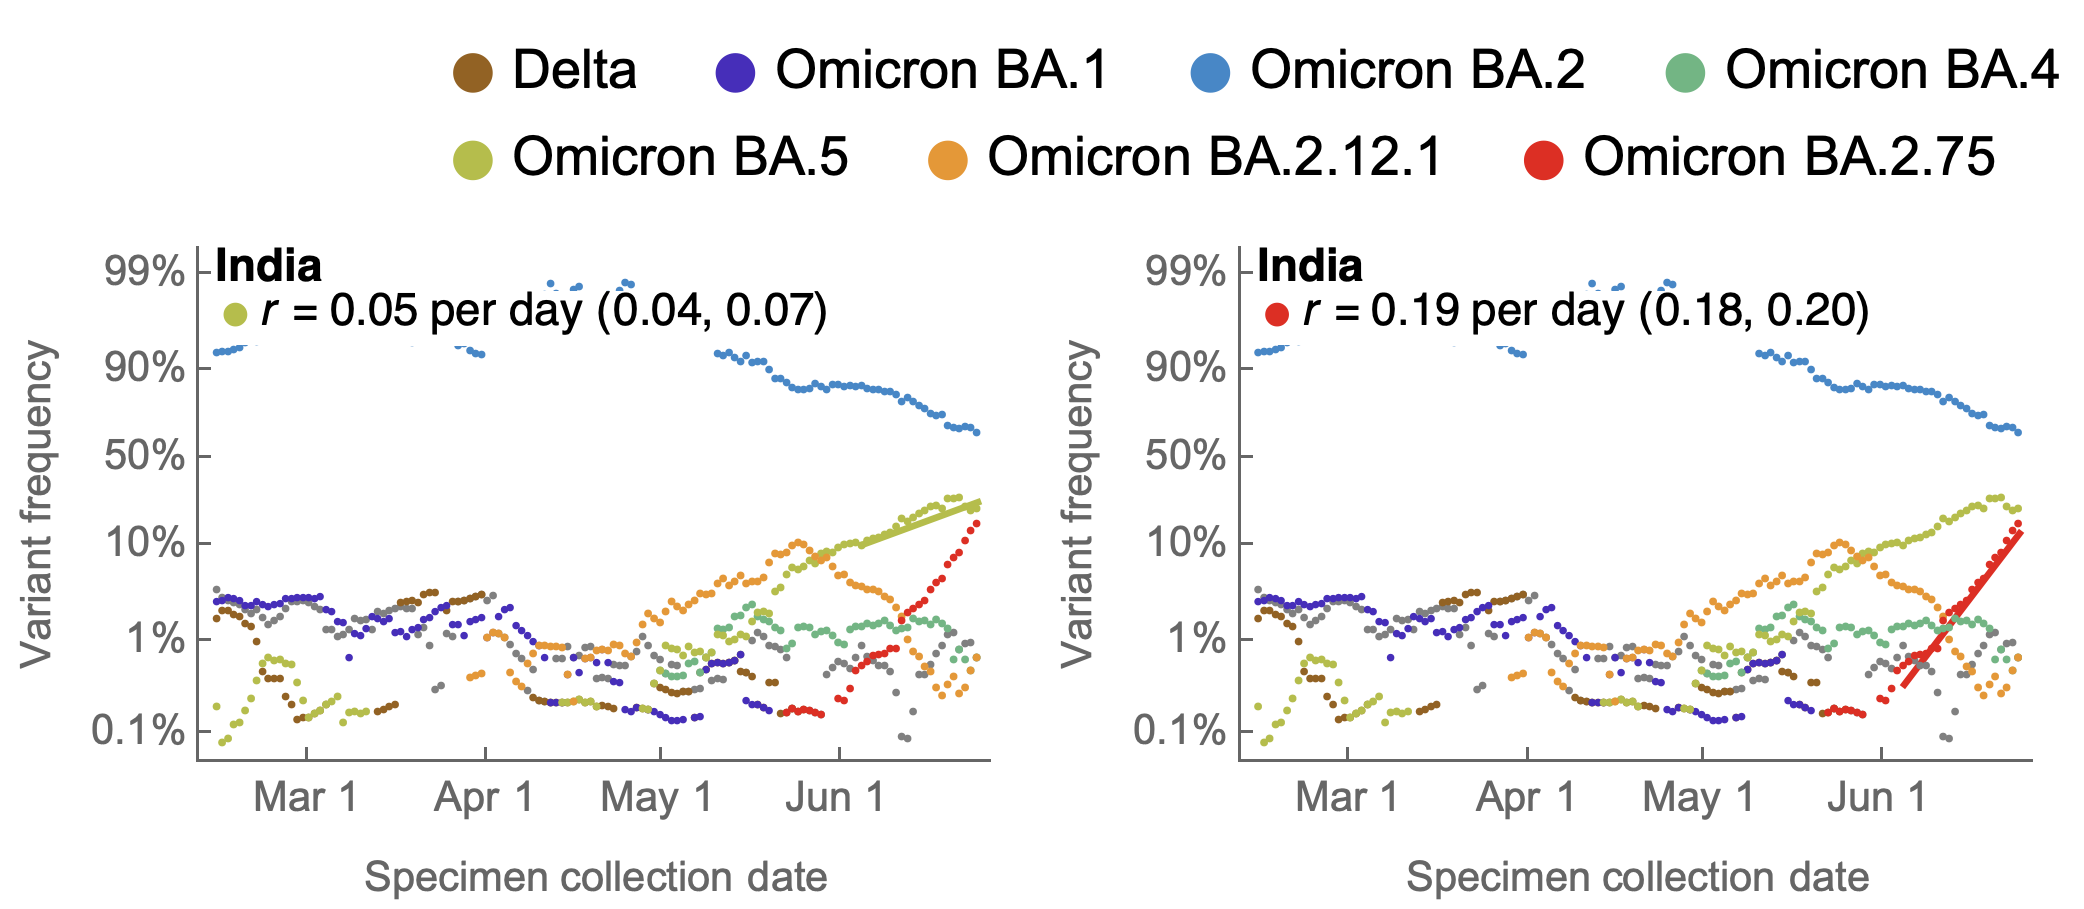 Delta Omicron BA.1 Omicron BA.2 Omicron BA.4
Omicron BA.5 Omicron BA.2.12.1 Omicron BA.2.75
India
r = 0.05 per day (0.04, 0.07)
Variant frequency
99%
90%
50%
10%
1%
0.1%
Mar 1 Apr 1 May 1 Jun 1
Specimen collection date
India
r = 0.19 per day (0.18, 0.20)
Variant frequency
99%
90%
50%
10%
1%
0.1%
Mar 1 Apr 1 May 1 Jun 1
Specimen collection date